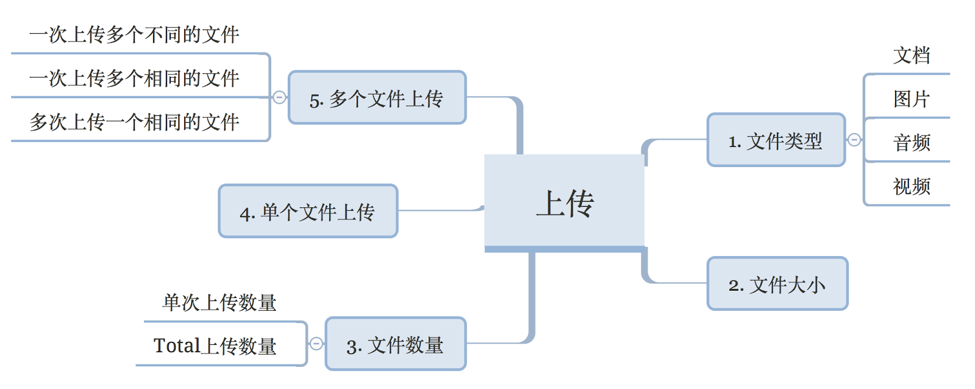 上传
1. 文件类型
文档
图片
音频
视频
2. 文件大小
3. 文件数量
单次上传数量
Total上传数量
4. 单个文件上传
5. 多个文件上传
一次上传多个不同的文件
一次上传多个相同的文件
多次上传一个相同的文件